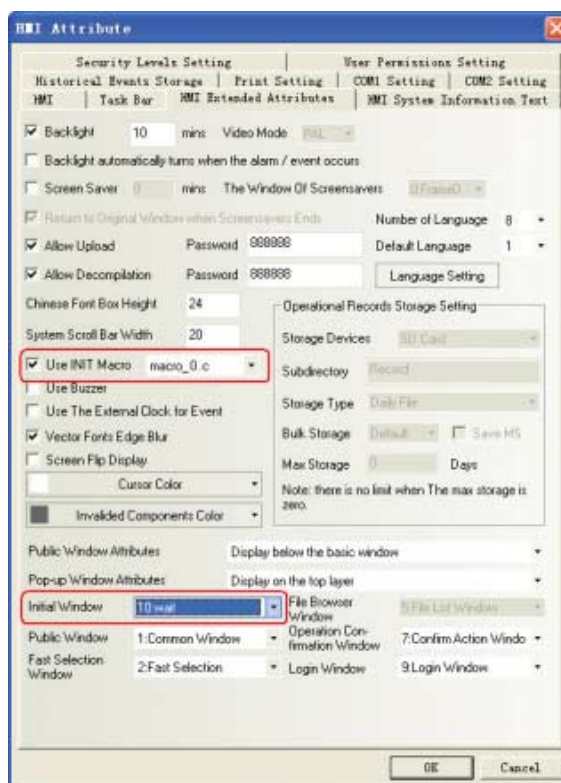 HMI Attribute
Security Levels Setting User Permissions Setting
Historical Events Storage Print Setting COM1 Setting COM2 Setting
HMI Task Bar HMI Extended Attributes HMI System Information Text
Backlight 10 mins Video Mode PAL
Backlight automatically turns when the alarm / event occurs
Screen Saver 0 mins The Window Of Screensavers 0:Frame0
Return to Original Window when Screensavers Ends Number of Language 8
Allow Upload Password 888888 Default Language 1
Allow Decompilation Password 888888 Language Setting
Chinese Font Box Height 24 Operational Records Storage Setting
System Scroll Bar Width 20 Storage Devices SD Card
Use INIT Macro macro_0.c Subdirectory Record
Use Buzzer
Use The External Clock for Event Storage Type Daily File
Vector Fonts Edge Blur Bulk Storage Default Save MS
Screen Flip Display Max Storage 0 Days
Cursor Color Note: there is no limit when The max storage is
zero.
Invalided Components Color
Public Window Attributes Display below the basic window
Pop-up Window Attributes Display on the top layer
Initial Window 10:wait File Browser
Window 5:File List Window
Public Window 1:Common Window Operation Con-
firmation Window 7:Confirm Action Windo
Fast Selection
Window 2:Fast Selection Login Window 9:Login Window
OK Cancel